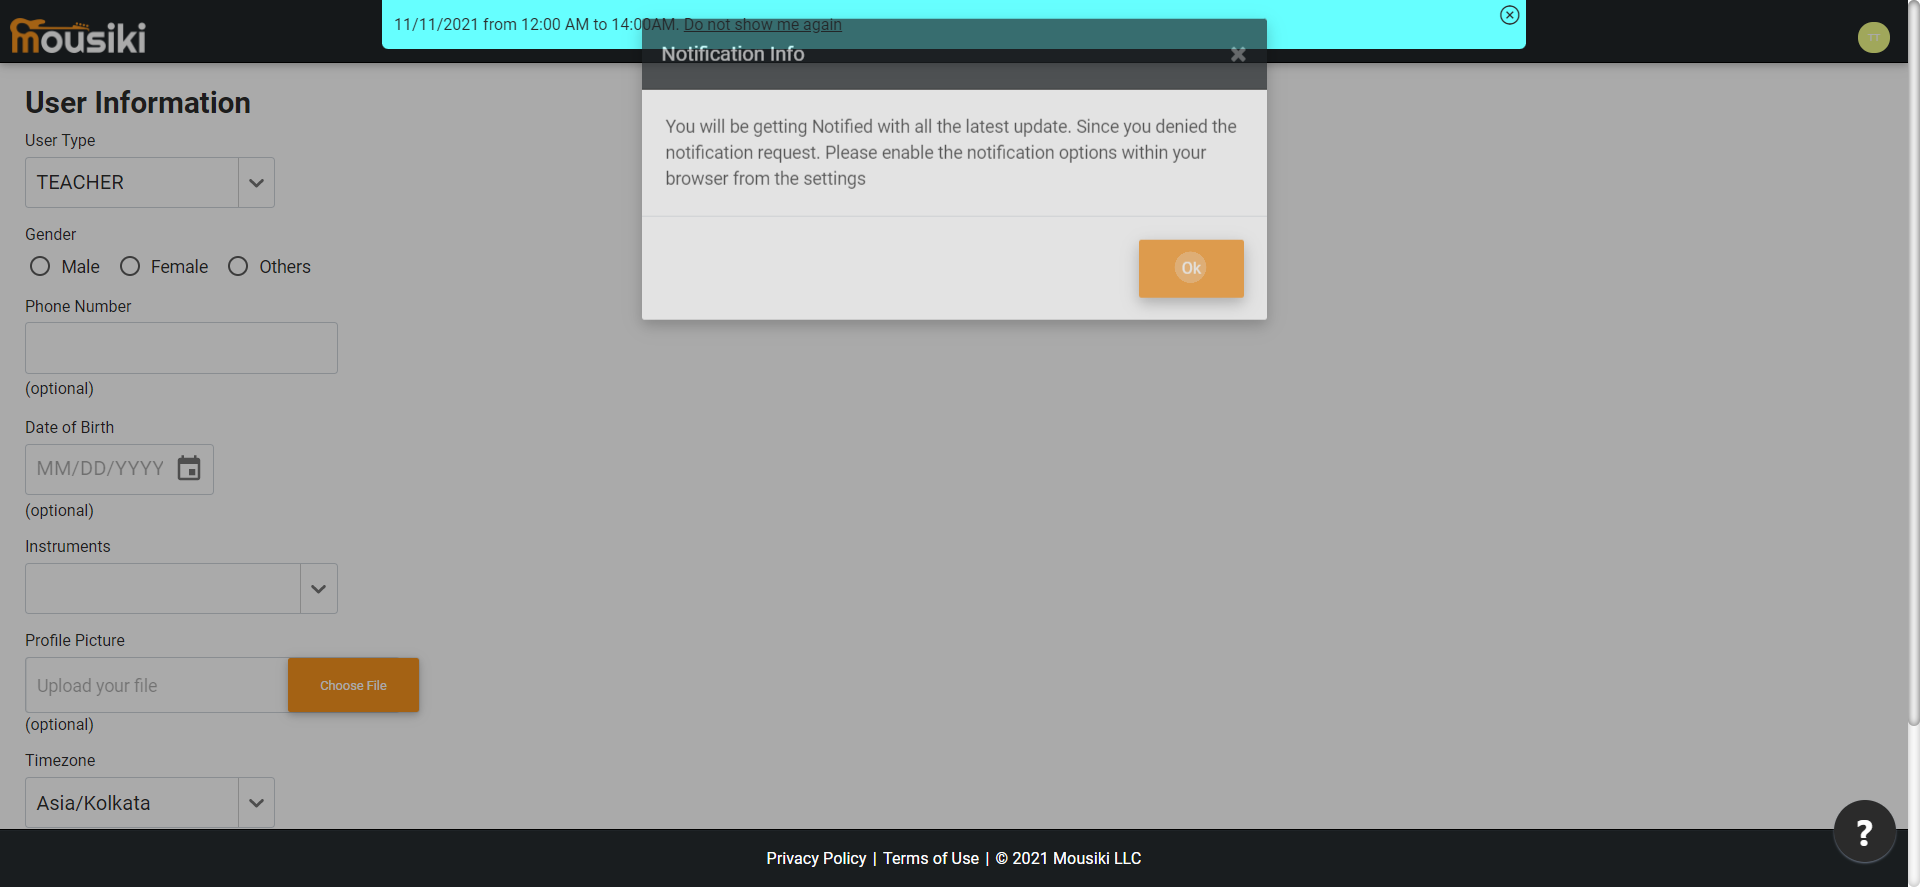 mousiki
11/11/2021 from 12:00 AM to 14:00AM. Do not show me again
Notification Info
You will be getting Notified with all the latest update. Since you denied the
notification request. Please enable the notification options within your
browser from the settings
Ok
User Information
User Type
TEACHER
Gender
Male Female Others
Phone Number
(optional)
Date of Birth
MM/DD/YYYY
(optional)
Instruments
Profile Picture
Upload your file
Choose File
(optional)
Timezone
Asia/Kolkata
?
Privacy Policy | Terms of Use | © 2021 Mousiki LLC